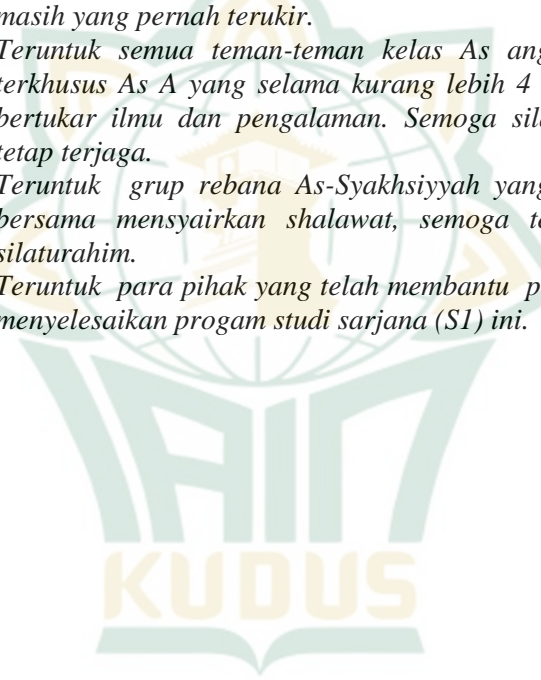 masih yang pernah terukir.
Teruntuk semua teman-teman kelas As
terkhusus As A yang selama kurang lebih 4
bertukar ilmu dan pengalaman. Semoga
tetap terjaga.
Teruntuk grup rebana As-Syakhsiyyah yang
bersama mensyairkan shalawat, semoga
silaturahim.
Teruntuk para pihak yang telah membantu
menyelesaikan progam studi sarjana (S1) ini.
IAIN
KUDUS